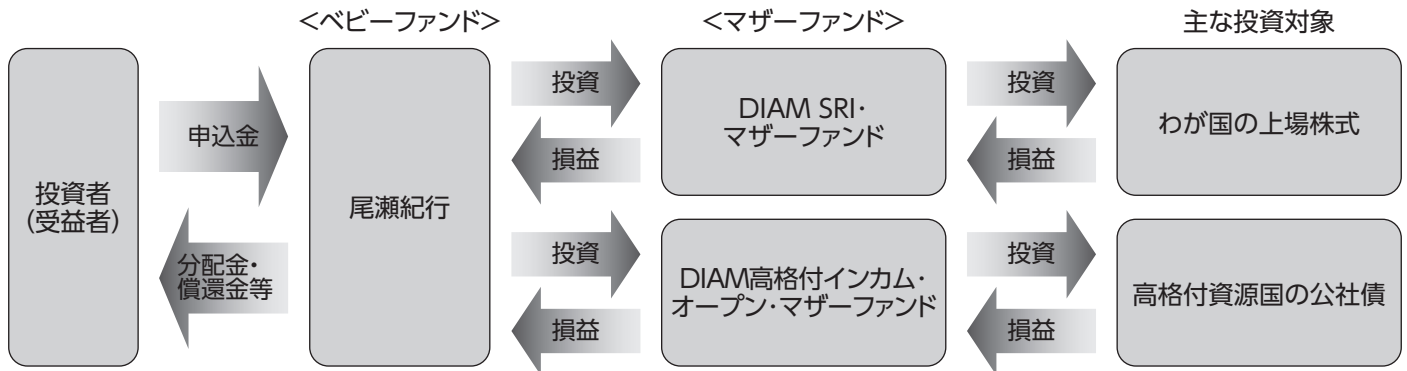 <ベビーファンド>
<マザーファンド>
主な投資対象
投資者
(受益者)
申込金
分配金・
償還金等
尾瀬紀行
投資
損益
DIAM SRI・
マザーファンド
投資
損益
わが国の上場株式
投資
損益
DIAM高格付インカム・
オープン・マザーファンド
投資
損益
高格付資源国の公社債